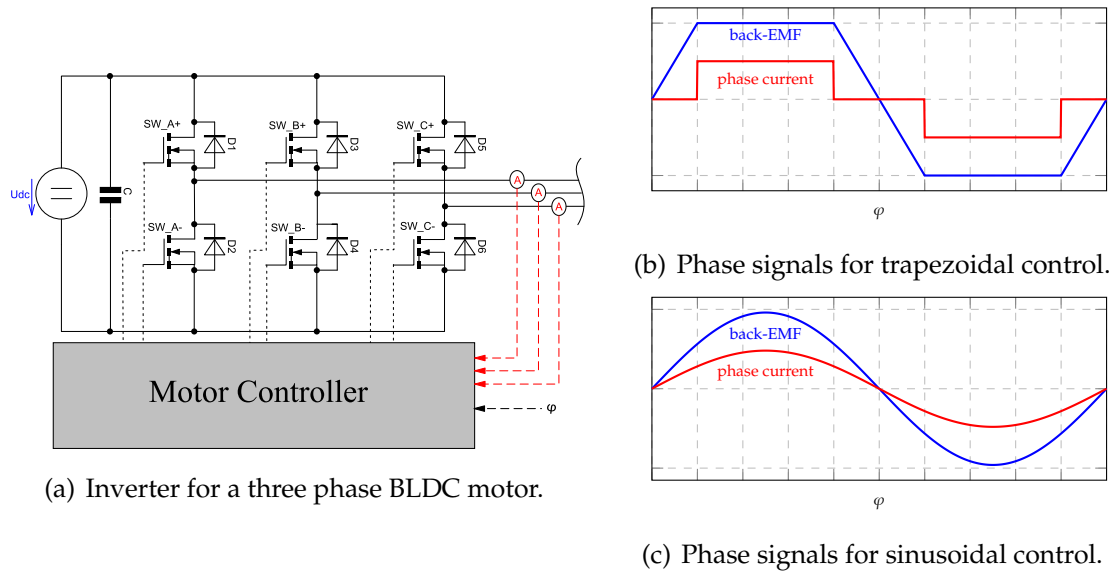 SW_A+
SW_B+
SW_C+
D1
D3
D5
Udc
C
A
A
A
SW_A-
SW_B-
SW_C-
D2
D4
D6
Motor Controller
φ
(a) Inverter for a three phase BLDC motor.
back-EMF
phase current
φ
(b) Phase signals for trapezoidal control.
back-EMF
phase current
φ
(c) Phase signals for sinusoidal control.